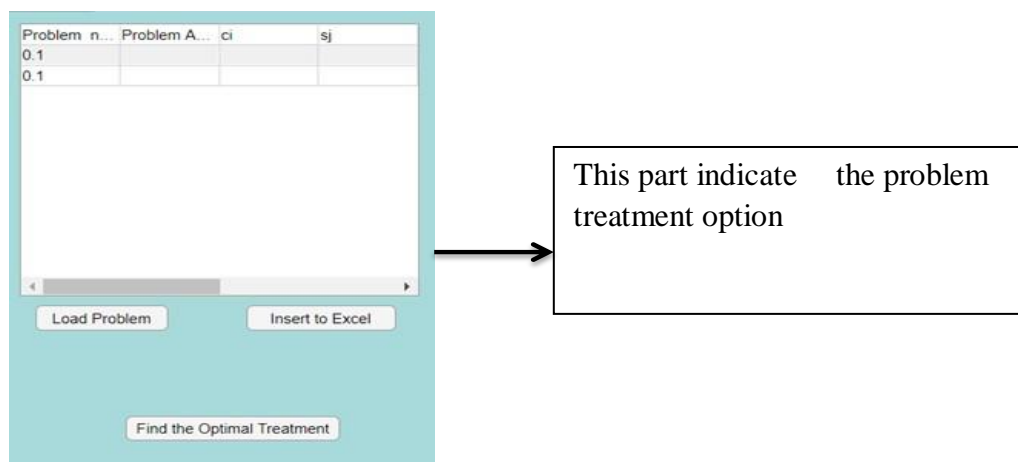 Problem n... Problem A... ci sj
0.1
0.1
This part indicate the problem
treatment option
Load Problem Insert to Excel
Find the Optimal Treatment